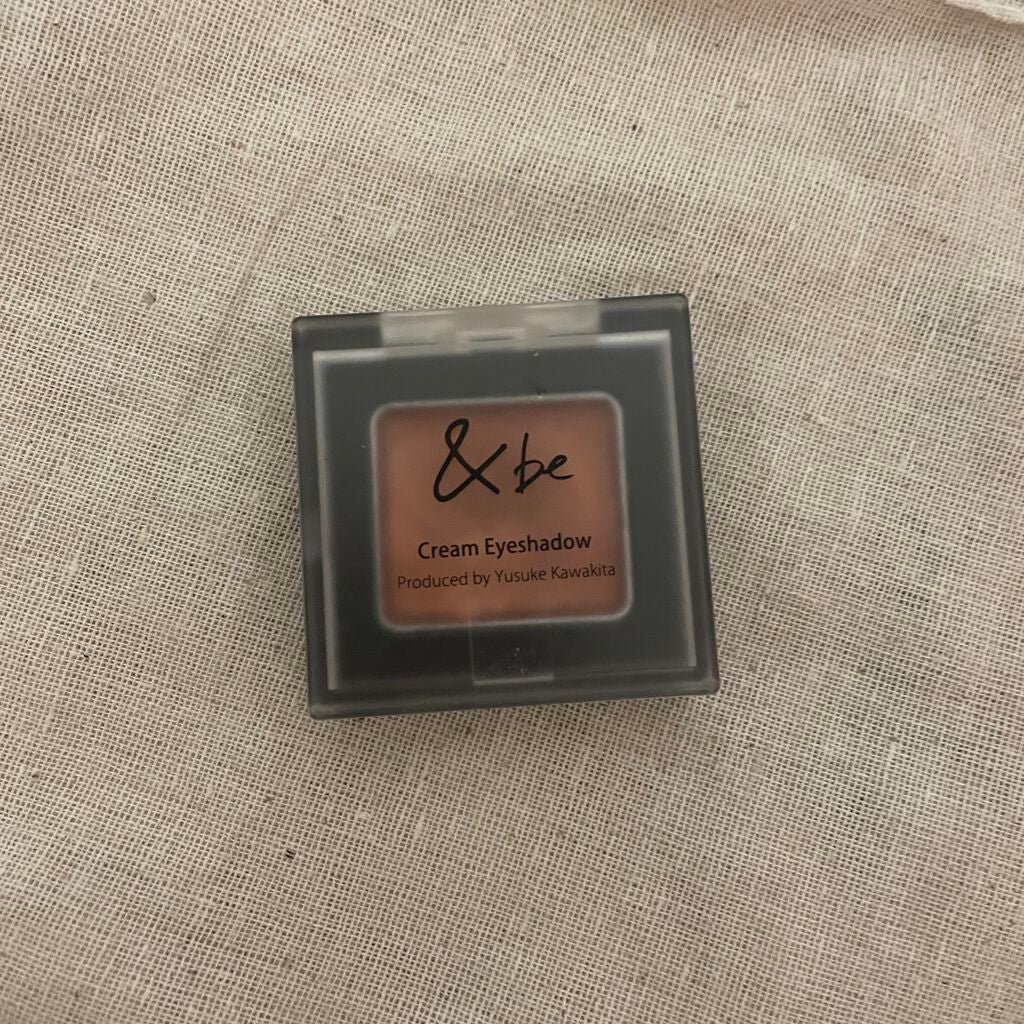 &be
Cream Eyeshadow
Produced by Yusuke Kawakita